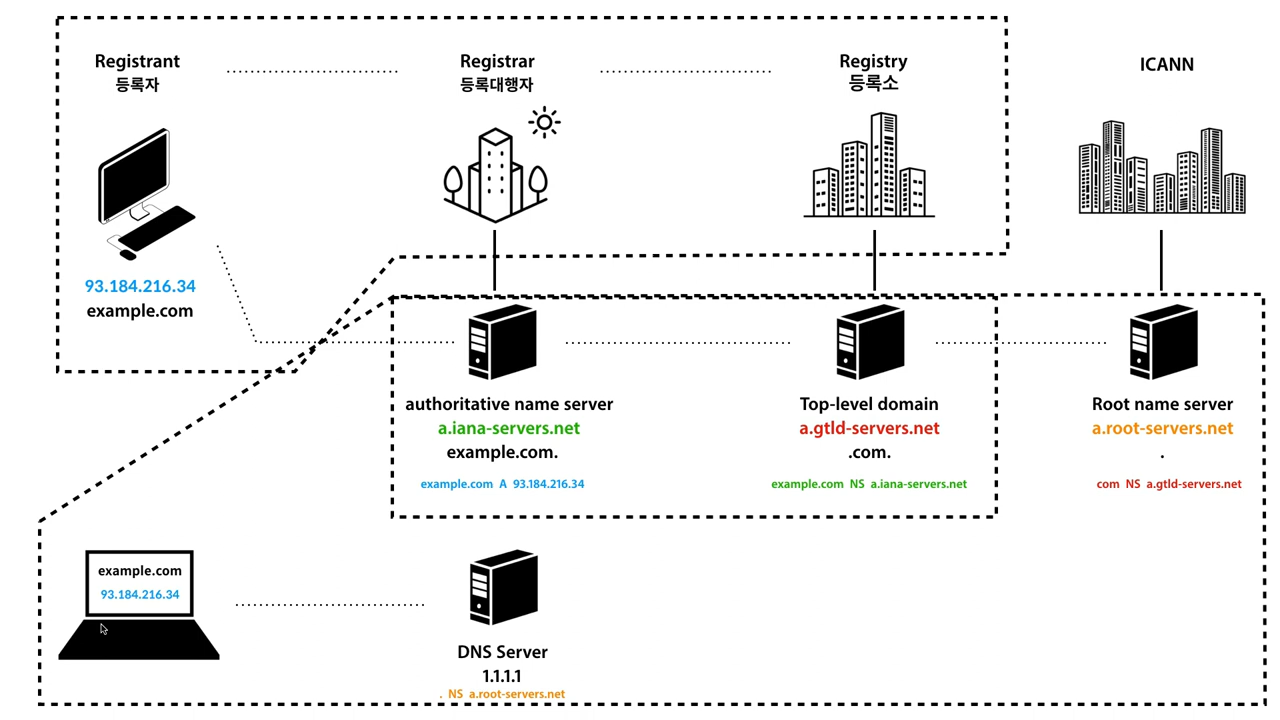 Registrant
등록자
Registrar
등록대행자
Registry
등록소
ICANN
93.184.216.34
example.com
authoritative name server
a.iana-servers.net
example.com.
example.com A 93.184.216.34
Top-level domain
a.gtld-servers.net
.com.
example.com NS a.iana-servers.net
Root name server
a.root-servers.net
.
com NS a.gtld-servers.net
example.com
93.184.216.34
DNS Server
1.1.1.1
. NS a.root-servers.net